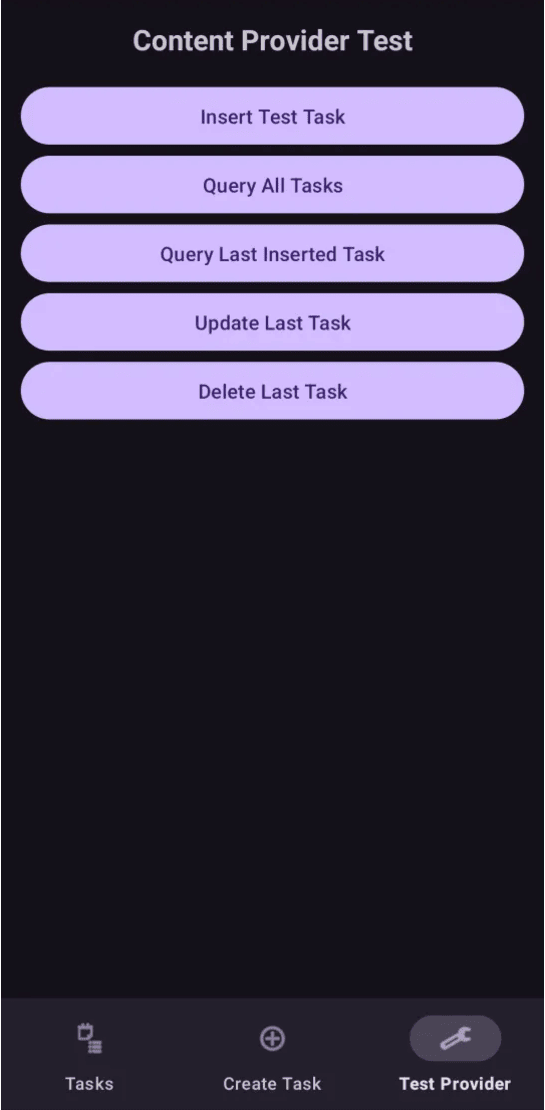 Content Provider Test
Insert Test Task
Query All Tasks
Query Last Inserted Task
Update Last Task
Delete Last Task
Tasks
Create Task
Test Provider